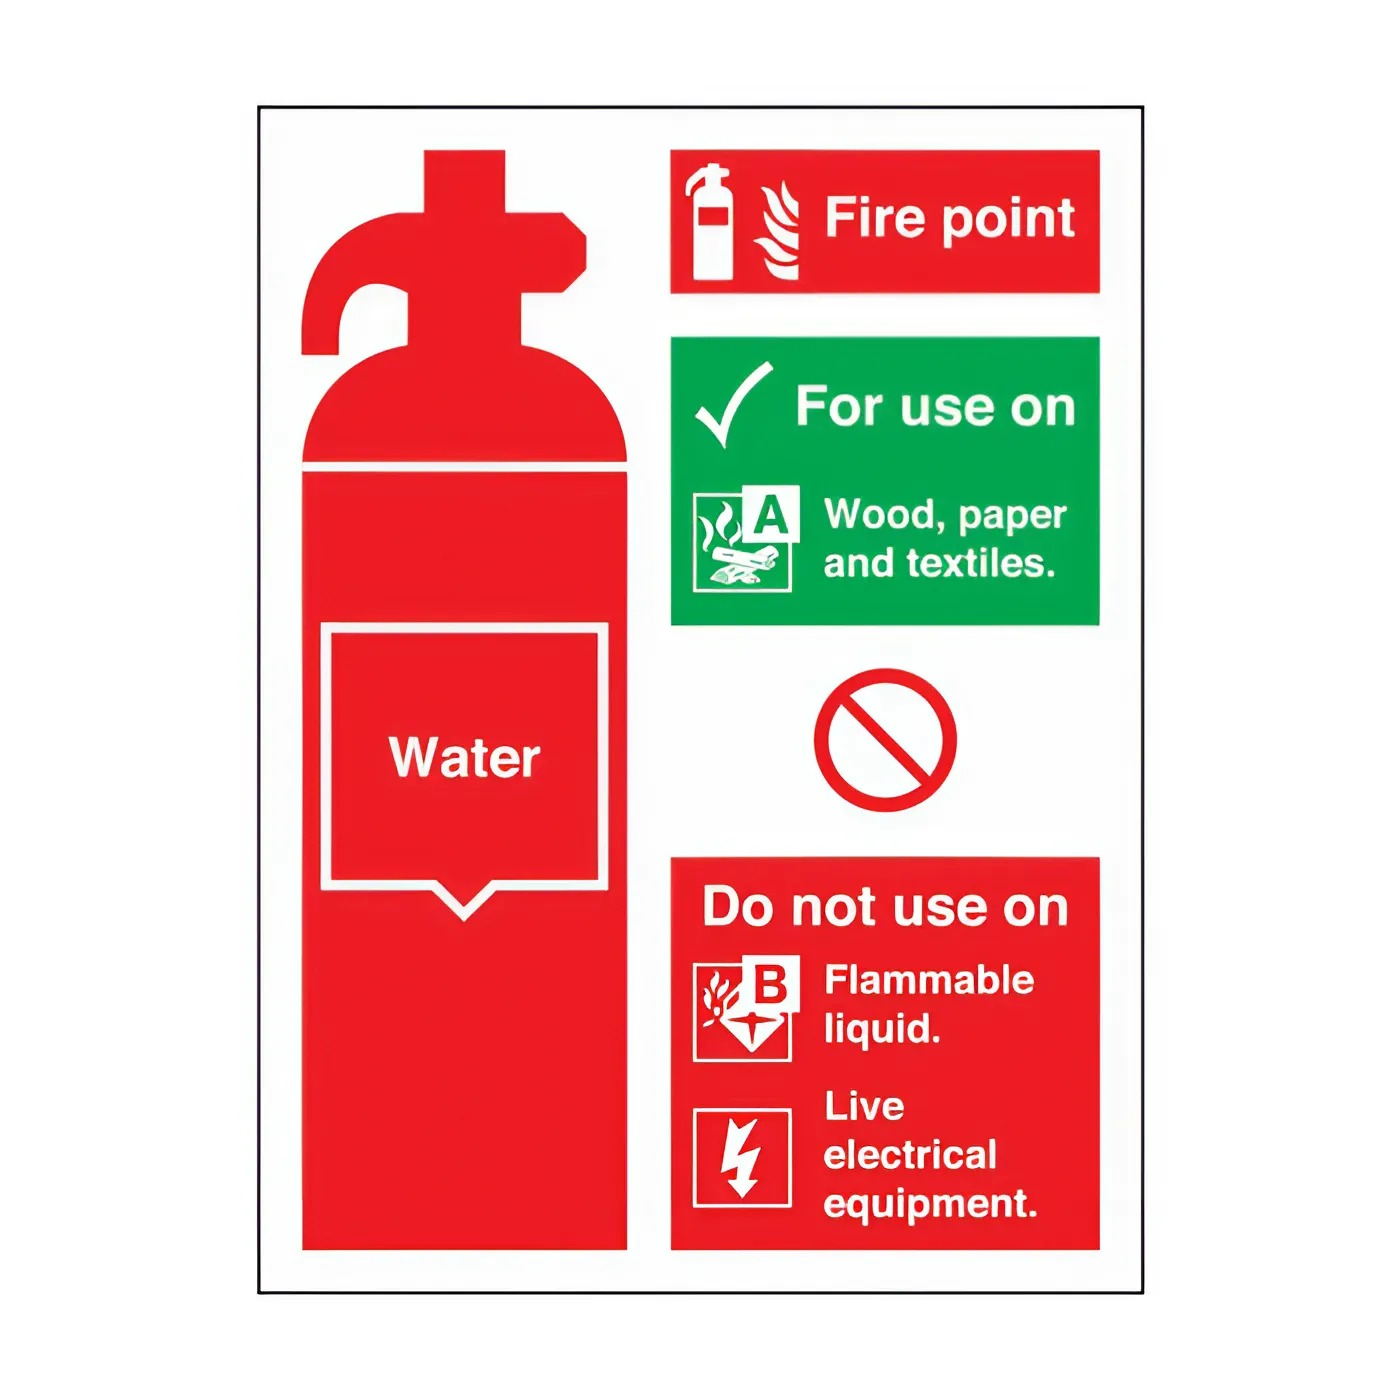 Fire point
For use on
A
Wood, paper
and textiles.
Water
Do not use on
B
Flammable
liquid.
Live
electrical
equipment.